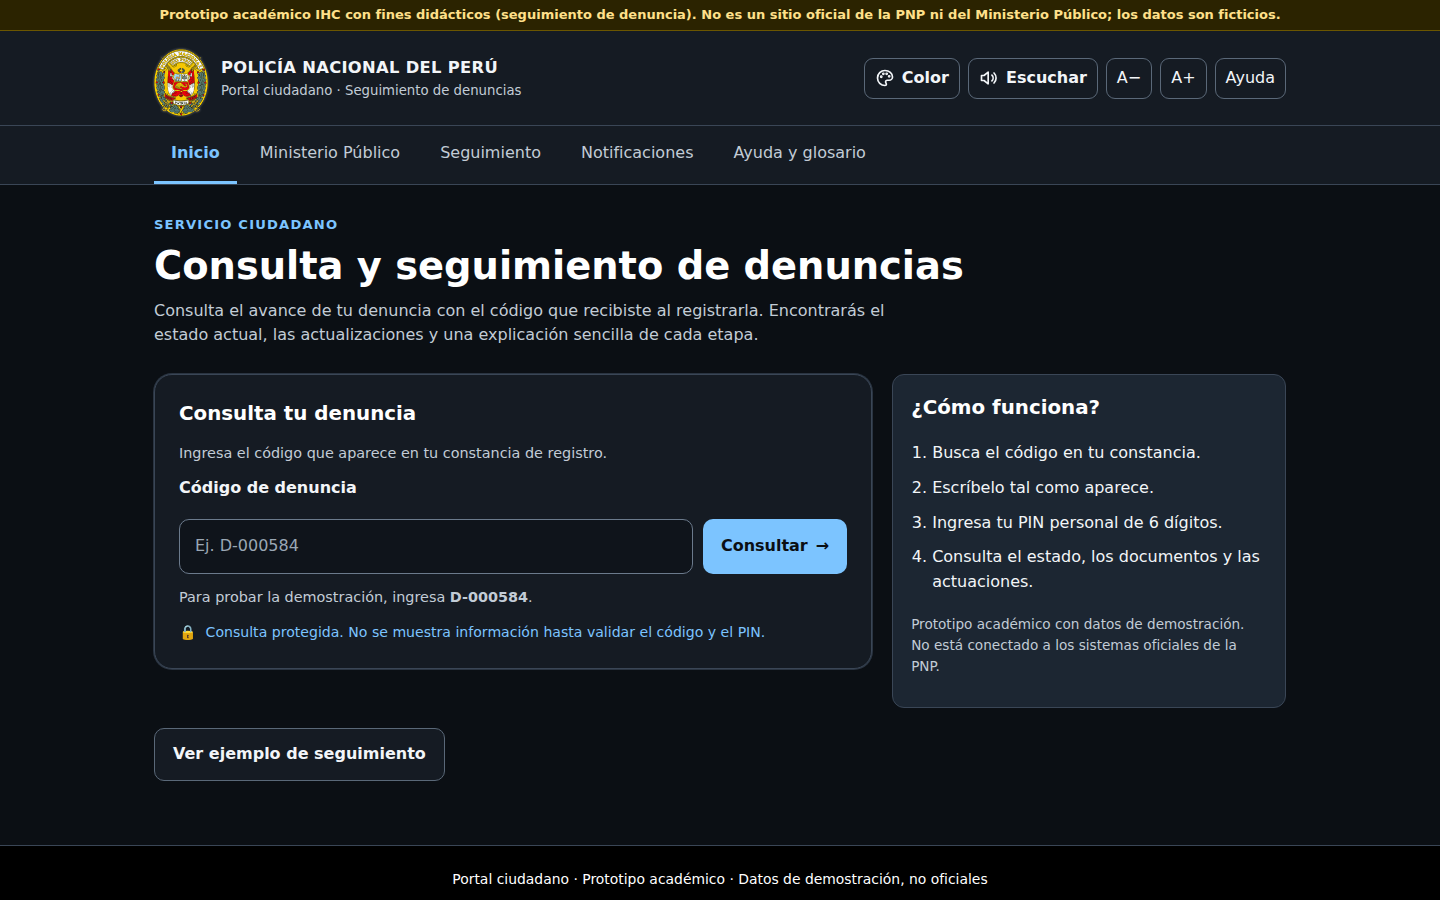 Prototipo académico IHC con fines didácticos (seguimiento de denuncia). No es un sitio oficial de la PNP ni del Ministerio Público; los datos son ficticios.
POLICÍA NACIONAL DEL PERÚ
Portal ciudadano · Seguimiento de denuncias
Color
Escuchar
A−
A+
Ayuda
Inicio
Ministerio Público
Seguimiento
Notificaciones
Ayuda y glosario
SERVICIO CIUDADANO
Consulta y seguimiento de denuncias
Consulta el avance de tu denuncia con el código que recibiste al registrarla. Encontrarás el
estado actual, las actualizaciones y una explicación sencilla de cada etapa.
Consulta tu denuncia
Ingresa el código que aparece en tu constancia de registro.
Código de denuncia
Ej. D-000584
Consultar →
Para probar la demostración, ingresa D-000584.
Consulta protegida. No se muestra información hasta validar el código y el PIN.
¿Cómo funciona?
1. Busca el código en tu constancia.
2. Escríbelo tal como aparece.
3. Ingresa tu PIN personal de 6 dígitos.
4. Consulta el estado, los documentos y las
actuaciones.
Prototipo académico con datos de demostración.
No está conectado a los sistemas oficiales de la
PNP.
Ver ejemplo de seguimiento
Portal ciudadano · Prototipo académico · Datos de demostración, no oficiales